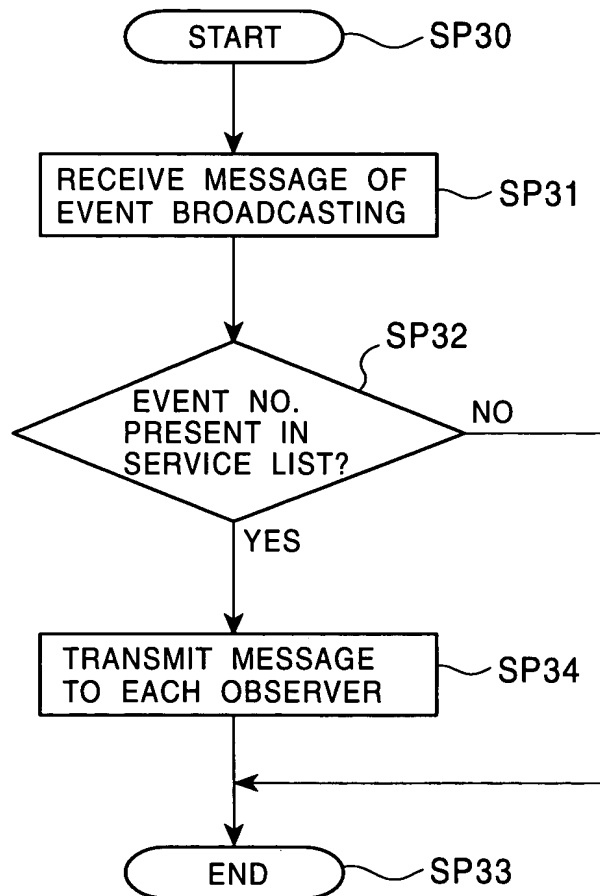 START
SP30
RECEIVE MESSAGE OF
EVENT BROADCASTING
SP31
SP32
EVENT NO.
PRESENT IN
SERVICE LIST?
NO
YES
TRANSMIT MESSAGE
TO EACH OBSERVER
SP34
END
SP33